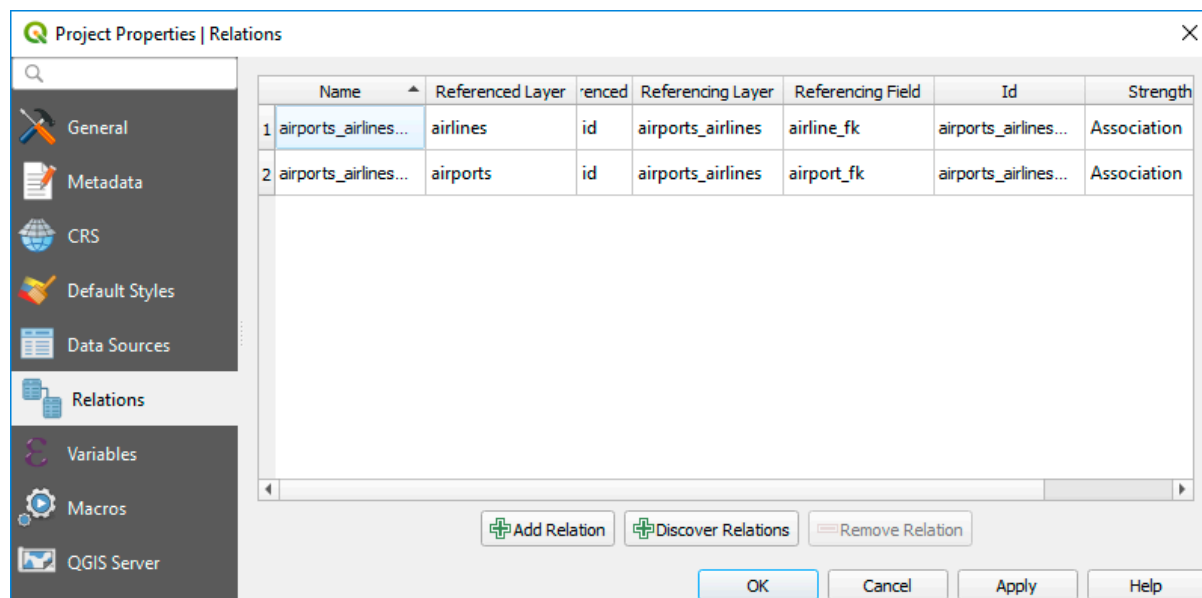 Project Properties | Relations
Name Referenced Layer renced Referencing Layer Referencing Field Id Strength
1 airports_airlines... airlines id airports_airlines airline_fk airports_airlines... Association
2 airports_airlines... airports id airports_airlines airport_fk airports_airlines... Association
General
Metadata
CRS
Default Styles
Data Sources
Relations
Variables
Macros
QGIS Server
Add Relation Discover Relations Remove Relation
OK Cancel Apply Help